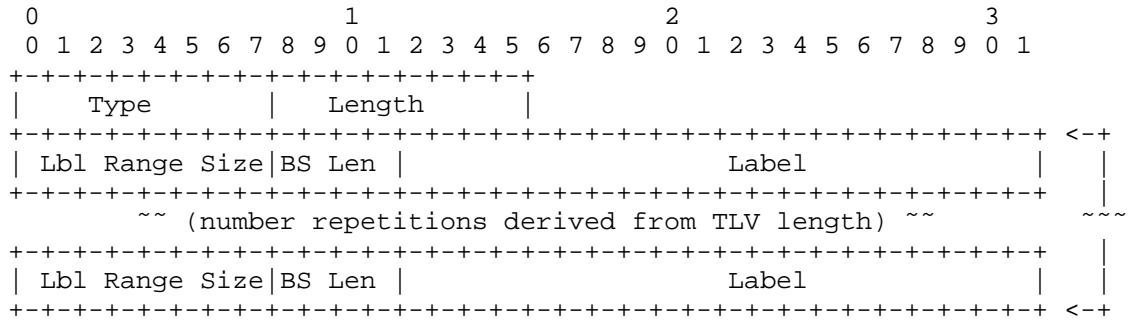 0                   1                   2                   3
 0 1 2 3 4 5 6 7 8 9 0 1 2 3 4 5 6 7 8 9 0 1 2 3 4 5 6 7 8 9 0 1
+-+-+-+-+-+-+-+-+-+-+-+-+-+-+-+-+
|     Type      |   Length      |
+-+-+-+-+-+-+-+-+-+-+-+-+-+-+-+-+-+-+-+-+-+-+-+-+-+-+-+-+-+-+-+-+ <-+
| Lbl Range Size|BS Len |                    Label              |   |
+-+-+-+-+-+-+-+-+-+-+-+-+-+-+-+-+-+-+-+-+-+-+-+-+-+-+-+-+-+-+-+-+   |
        ~~ (number repetitions derived from TLV length) ~~         ~~~
+-+-+-+-+-+-+-+-+-+-+-+-+-+-+-+-+-+-+-+-+-+-+-+-+-+-+-+-+-+-+-+-+   |
| Lbl Range Size|BS Len |                    Label              |   |
+-+-+-+-+-+-+-+-+-+-+-+-+-+-+-+-+-+-+-+-+-+-+-+-+-+-+-+-+-+-+-+-+ <-+